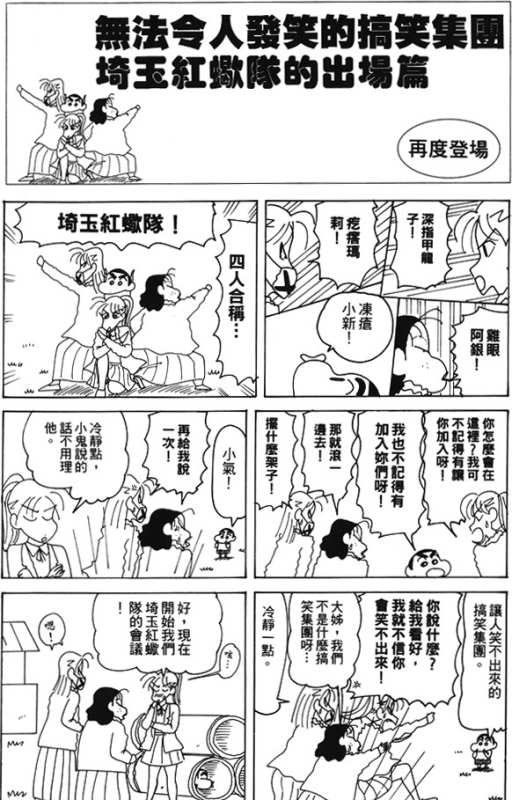 無法令人發笑的搞笑集團
埼玉紅蠍隊的出場篇
再度登場
深指甲龍
子！
疙瘩瑪
莉！
雞眼
阿銀！
凍瘡
小新！
四人合稱…
埼玉紅蠍隊！
你怎麼會在
這裡？我可
不記得有讓
你加入呀！
我也不記得有
加入妳們呀！
那就滾一
邊去！
擺什麼架子！
小氣！
再給我說
一次！
冷靜點，
小鬼說的
話不用理
他。
讓人笑不出來的
搞笑集團。
你說什麼？
給我看好，
我就不信你
會笑不出來！
大姊，我們
不是什麼搞
笑集團呀…
冷靜一點。
好，現在
開始我們
埼玉紅蠍
隊的會議
！
嗯！